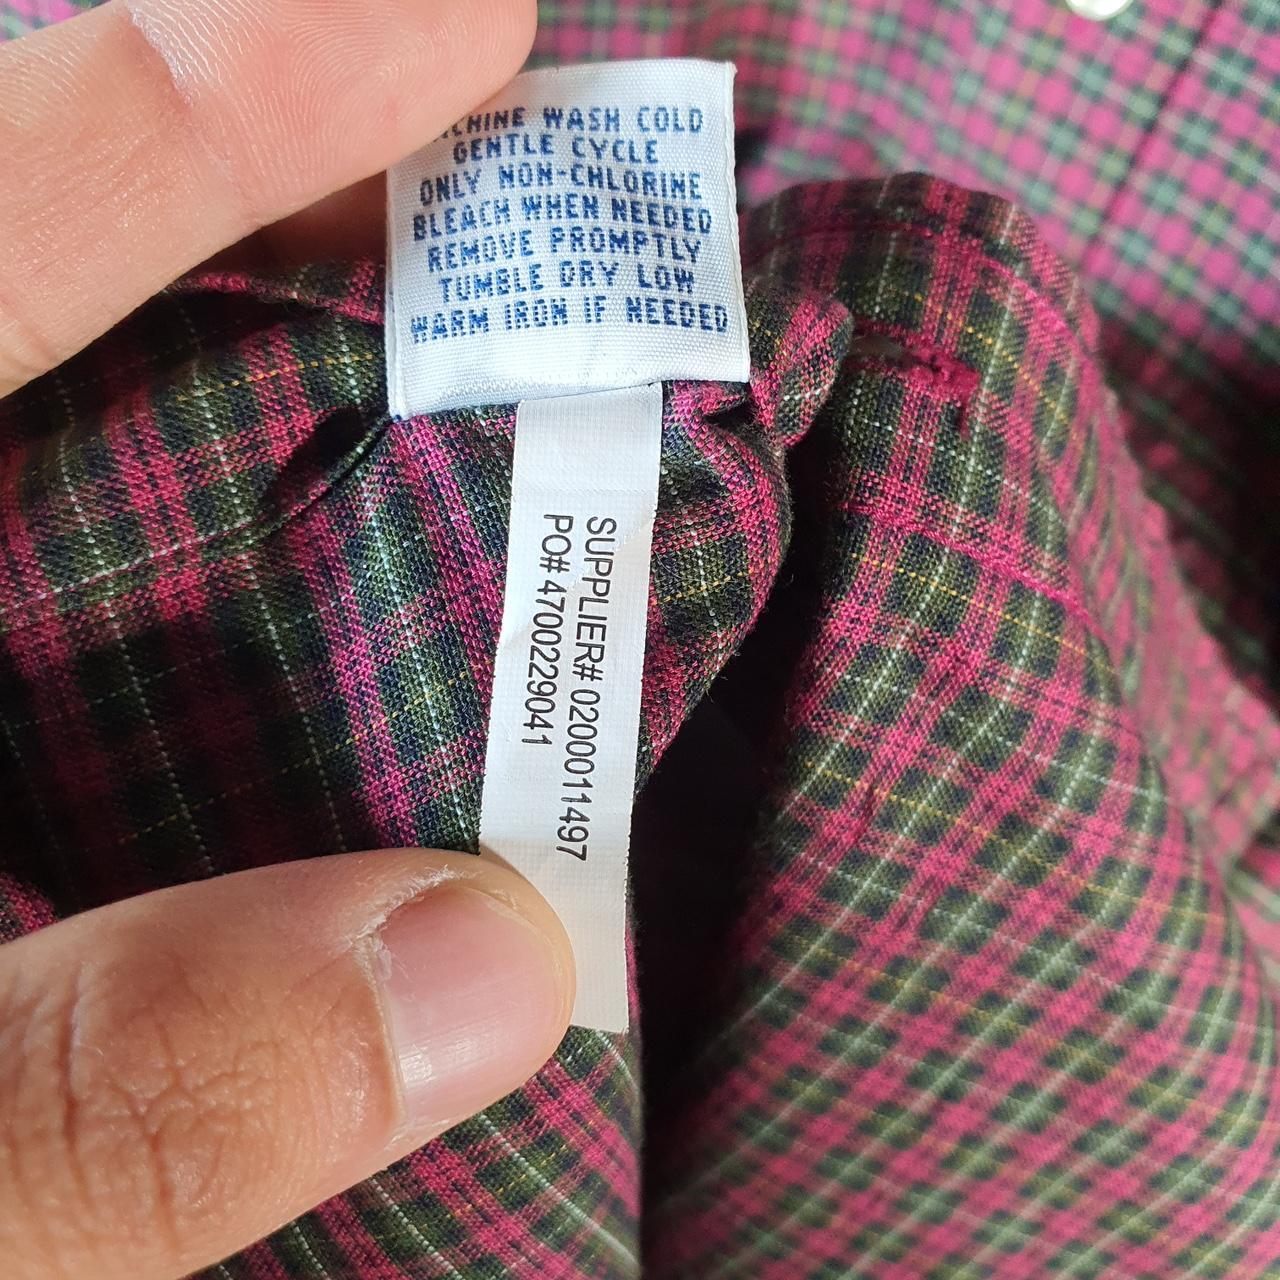 MACHINE WASH COLD
GENTLE CYCLE
ONLY NON-CHLORINE
BLEACH WHEN NEEDED
REMOVE PROMPTLY
TUMBLE DRY LOW
WARM IRON IF NEEDED
SUPPLIER# 0200011497
PO# 4700229041